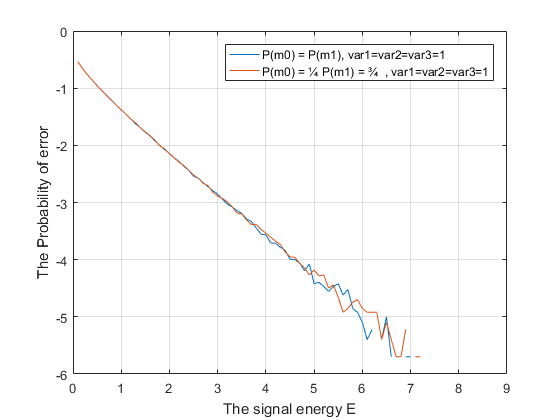 0
P(m0) = P(m1), var1=var2=var3=1
P(m0) = ¼ P(m1) = ¾ , var1=var2=var3=1
-1
-2
-3
-4
-5
-6
The Probability of error
0 1 2 3 4 5 6 7 8 9
The signal energy E